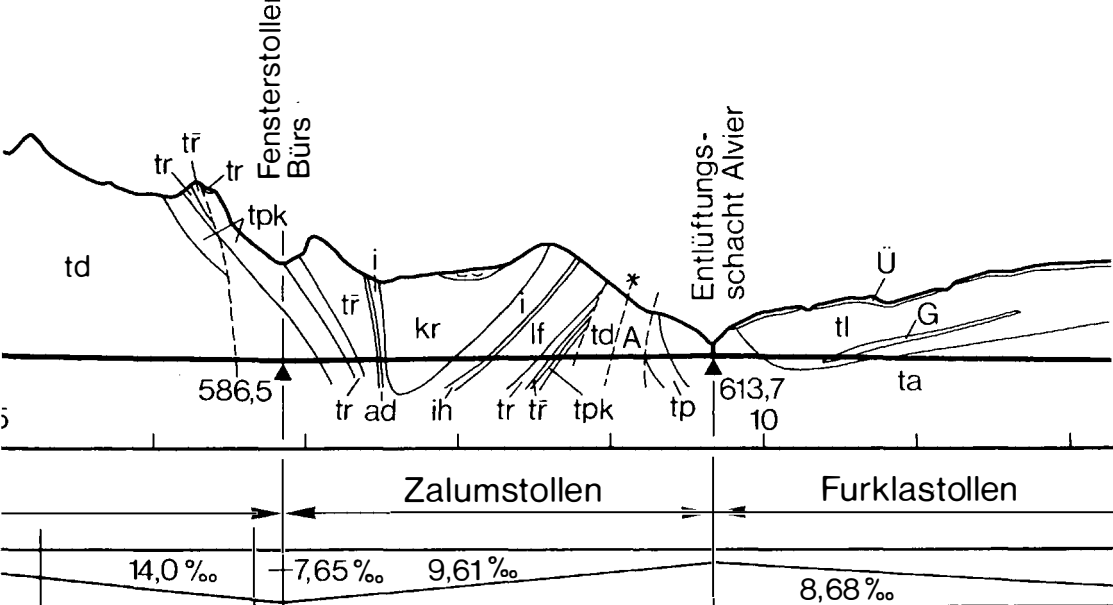 Fensterstollen
Bürs
Entlüftungs-
schacht Alvier
tr̄
tr
tr
tpk
td
i
tr̄
kr
i
lf
*
td
A
Ü
tl
G
ta
586,5
613,7
tr
ad
ih
tr
tr̄
tpk
tp
5
10
Zalumstollen
Furklastollen
14,0‰
7,65‰
9,61‰
8,68‰